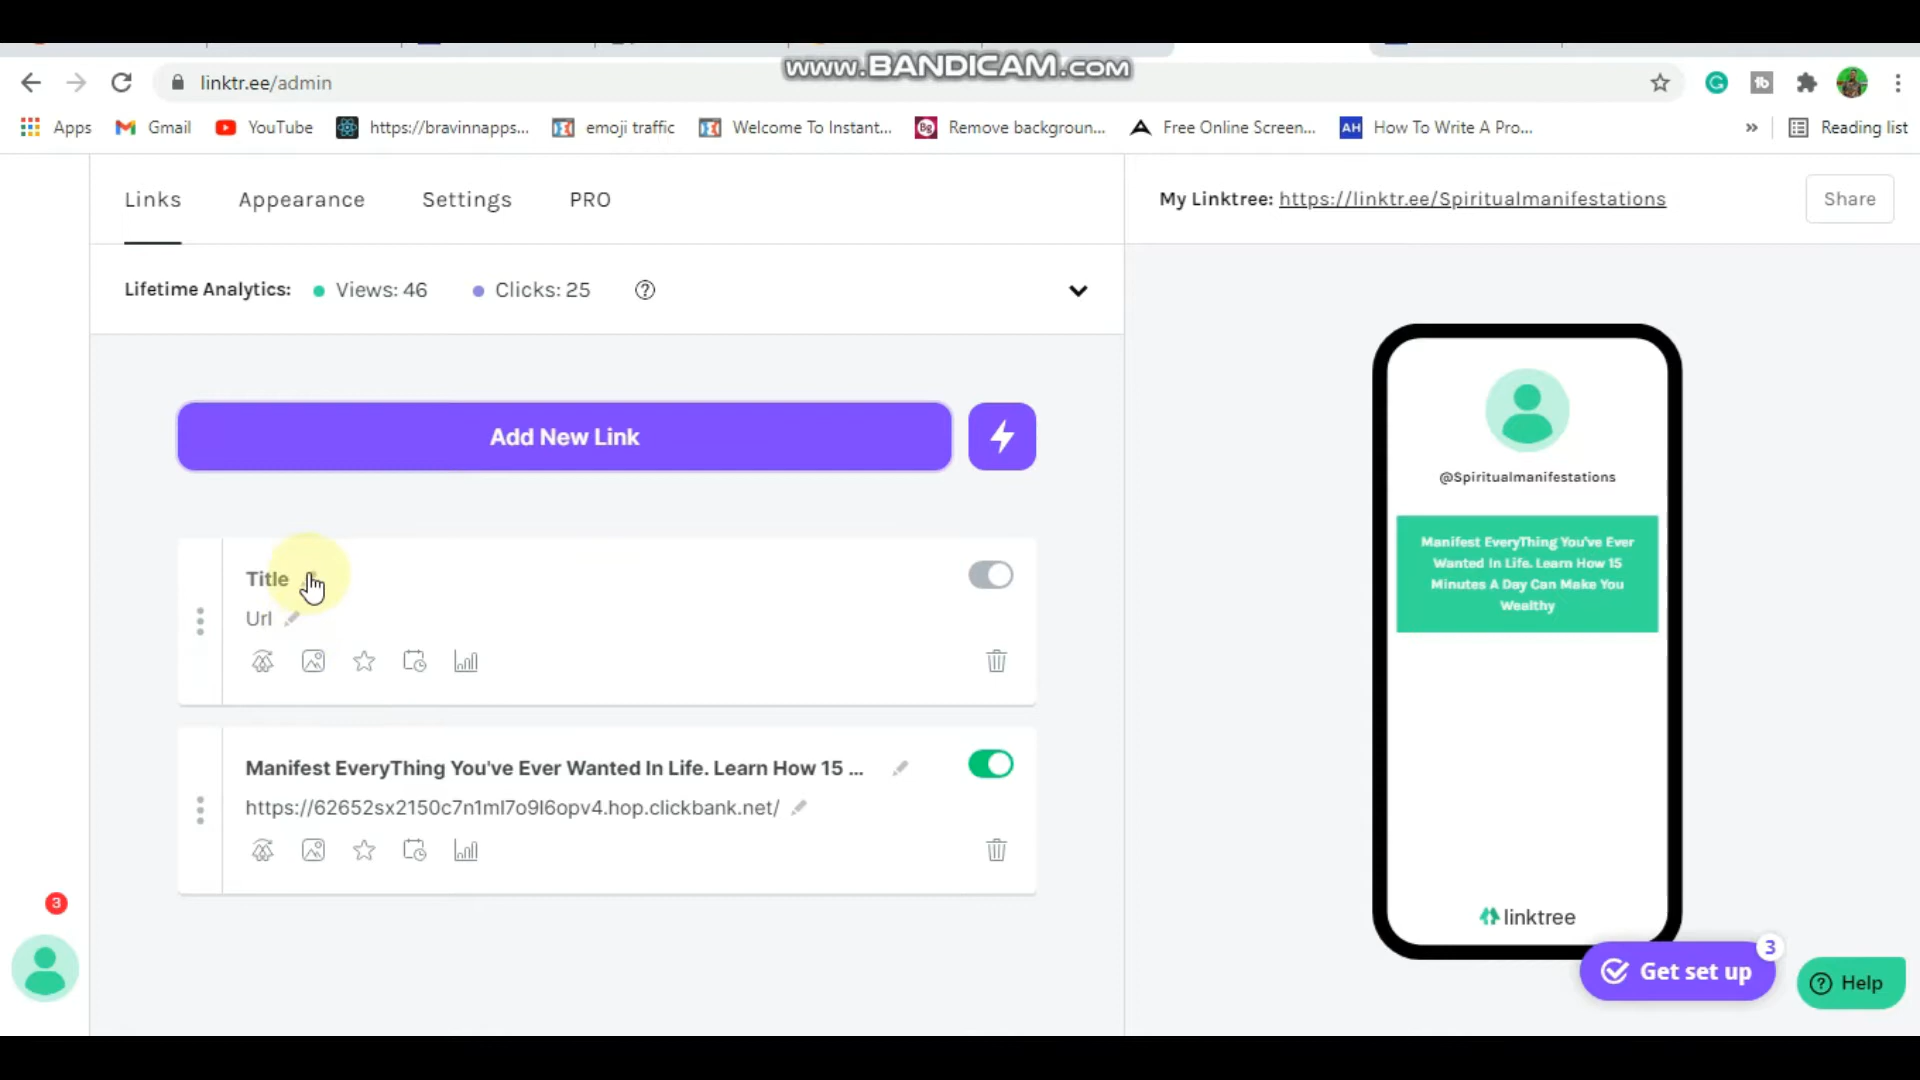 www.BANDICAM.com
linktr.ee/admin
Apps
Gmail
YouTube
https://bravinnapps...
emoji traffic
Welcome To Instant...
Bg
Remove backgroun...
Free Online Screen...
AH
How To Write A Pro...
»
Reading list
Links
Appearance
Settings
PRO
My Linktree: https://linktr.ee/Spiritualmanifestations
Share
Lifetime Analytics:
Views: 46
Clicks: 25
Add New Link
Title
Url
Manifest EveryThing You've Ever Wanted In Life. Learn How 15 ...
https://62652sx2150c7n1ml7o9l6opv4.hop.clickbank.net/
@Spiritualmanifestations
Manifest EveryThing You've Ever
Wanted In Life. Learn How 15
Minutes A Day Can Make You
Wealthy
linktree
3
Get set up
3
Help